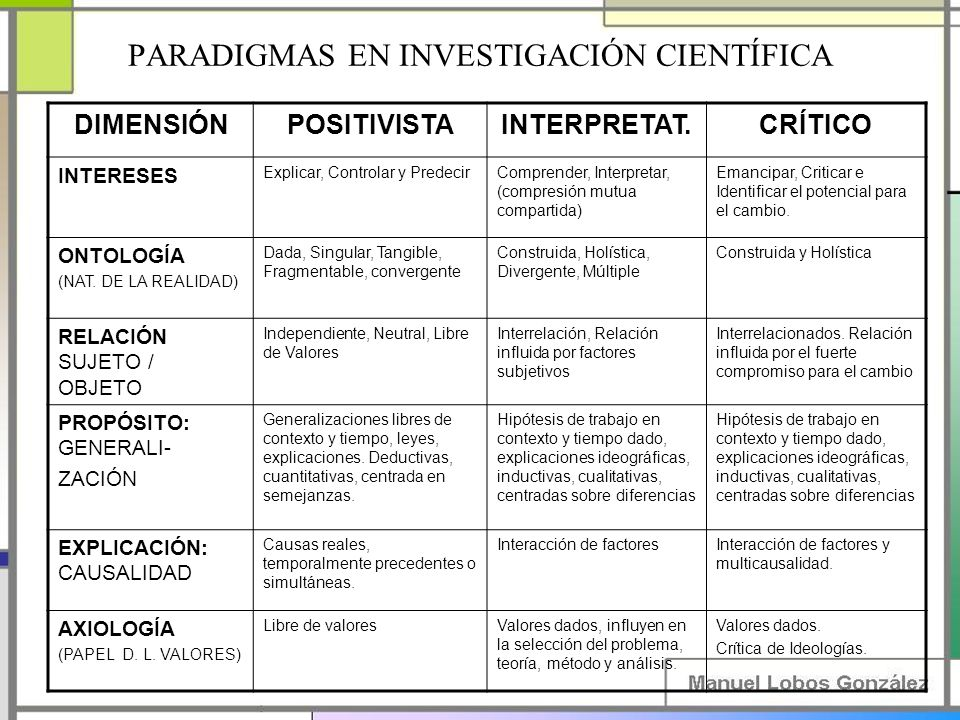 PARADIGMAS EN INVESTIGACIÓN CIENTÍFICA
DIMENSIÓN POSITIVISTA INTERPRETAT. CRÍTICO
INTERESES
Explicar, Controlar y Predecir
Comprender, Interpretar,
(compresión mutua
compartida)
Emancipar, Criticar e
Identificar el potencial para
el cambio.
ONTOLOGÍA
(NAT. DE LA REALIDAD)
Dada, Singular, Tangible,
Fragmentable, convergente
Construida, Holística,
Divergente, Múltiple
Construida y Holística
RELACIÓN
SUJETO /
OBJETO
Independiente, Neutral, Libre
de Valores
Interrelación, Relación
influida por factores
subjetivos
Interrelacionados. Relación
influida por el fuerte
compromiso para el cambio
PROPÓSITO:
GENERALI-
ZACIÓN
Generalizaciones libres de
contexto y tiempo, leyes,
explicaciones. Deductivas,
cuantitativas, centrada en
semejanzas.
Hipótesis de trabajo en
contexto y tiempo dado,
explicaciones ideográficas,
inductivas, cualitativas,
centradas sobre diferencias
Hipótesis de trabajo en
contexto y tiempo dado,
explicaciones ideográficas,
inductivas, cualitativas,
centradas sobre diferencias
EXPLICACIÓN:
CAUSALIDAD
Causas reales,
temporalmente precedentes o
simultáneas.
Interacción de factores
Interacción de factores y
multicausalidad.
AXIOLOGÍA
(PAPEL D. L. VALORES)
Libre de valores
Valores dados, influyen en
la selección del problema,
teoría, método y análisis.
Valores dados.
Crítica de Ideologías.
Manuel Lobos González